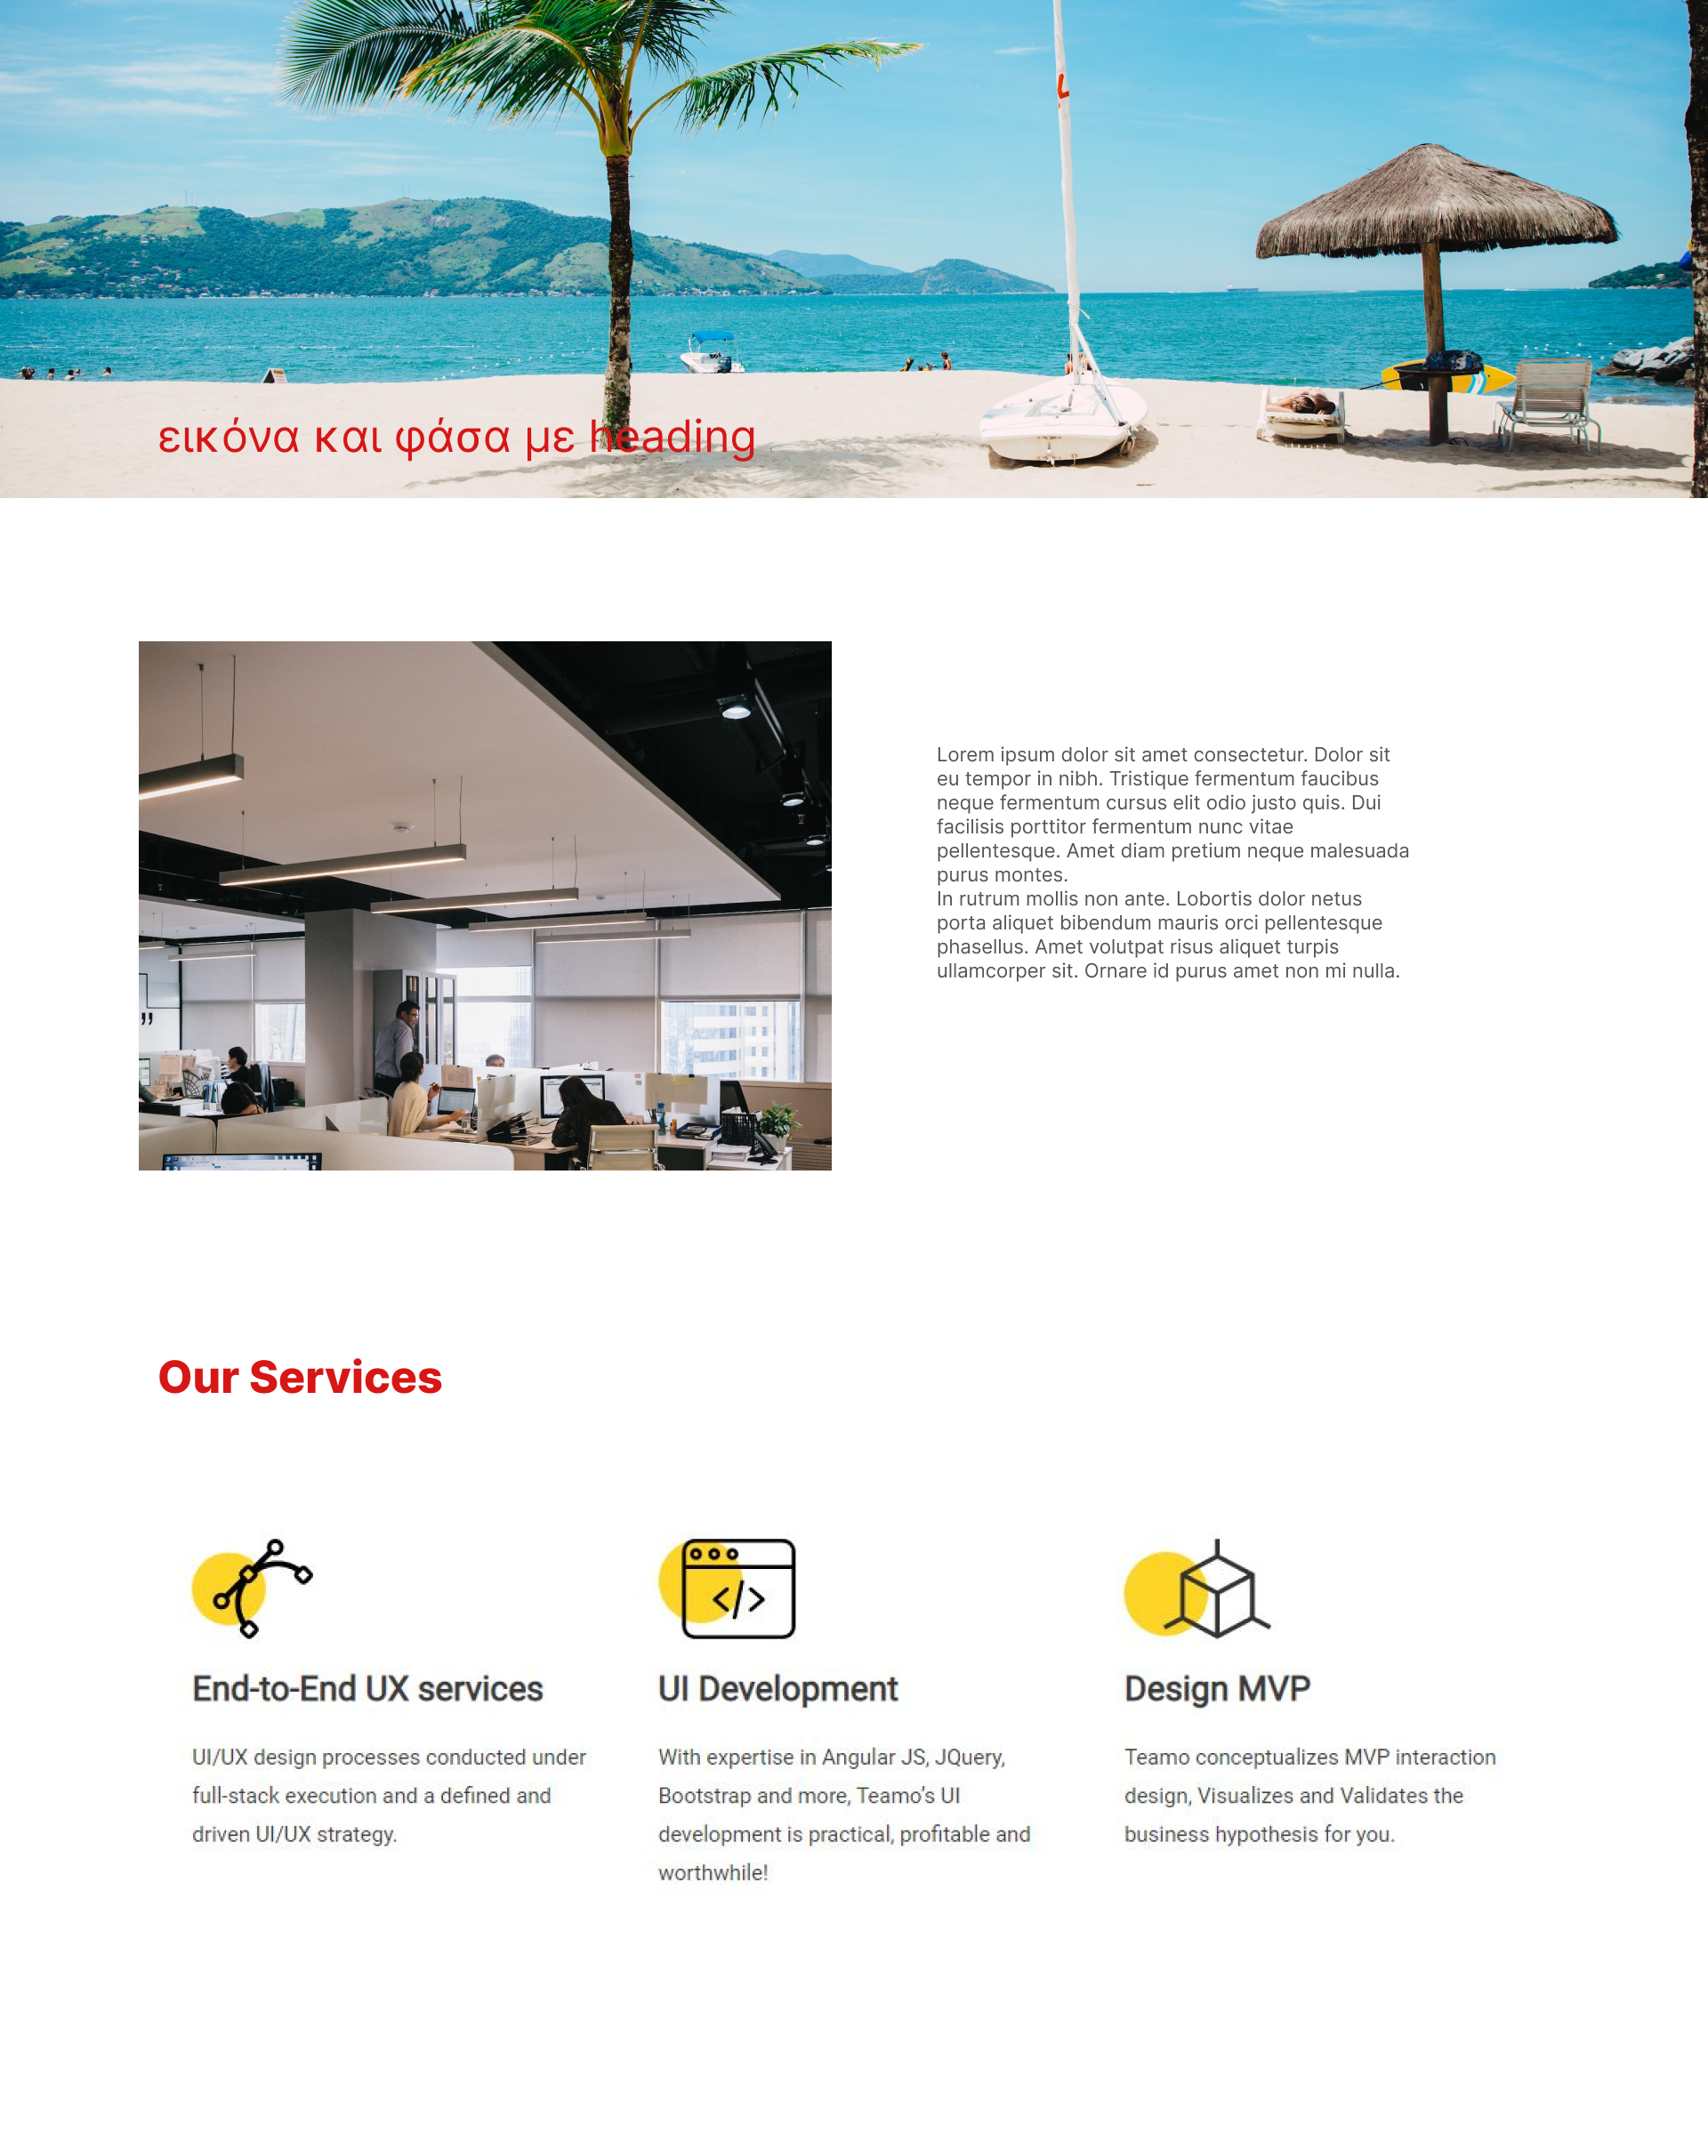 εικόνα και φάσα με heading
Lorem ipsum dolor sit amet consectetur. Dolor sit
eu tempor in nibh. Tristique fermentum faucibus
neque fermentum cursus elit odio justo quis. Dui
facilisis porttitor fermentum nunc vitae
pellentesque. Amet diam pretium neque malesuada
purus montes.
In rutrum mollis non ante. Lobortis dolor netus
porta aliquet bibendum mauris orci pellentesque
phasellus. Amet volutpat risus aliquet turpis
ullamcorper sit. Ornare id purus amet non mi nulla.
Our Services
End-to-End UX services
UI/UX design processes conducted under
full-stack execution and a defined and
driven UI/UX strategy.
UI Development
With expertise in Angular JS, JQuery,
Bootstrap and more, Teamo’s UI
development is practical, profitable and
worthwhile!
Design MVP
Teamo conceptualizes MVP interaction
design, Visualizes and Validates the
business hypothesis for you.